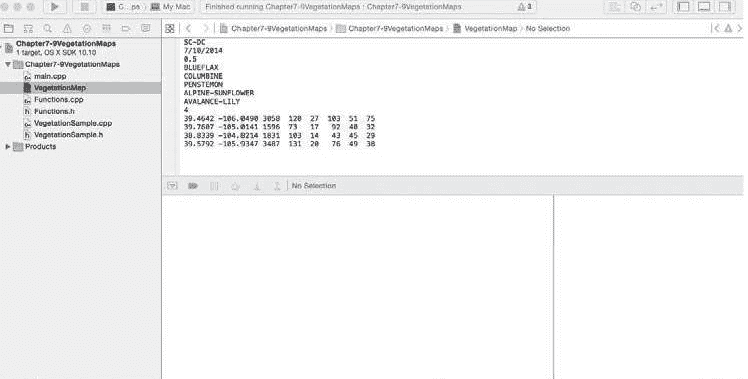 C...ps
My Mac
Finished running Chapter7-9VegetationMaps : Chapter7-9VegetationMaps
3
Chapter7-9VegetationMaps
1 target, OS X SDK 10.10
Chapter7-9VegetationMaps
main.cpp
VegetationMap
Functions.cpp
Functions.h
VegetationSample.cpp
VegetationSample.h
Products
Chapter7-9VegetationMaps
Chapter7-9VegetationMaps
VegetationMap
No Selection
SC-DC
7/10/2014
0.5
BLUEFLAX
COLUMBINE
PENSTEMON
ALPINE-SUNFLOWER
AVALANCE-LILY
4
39.4642 -106.0490 3058 120 27 103 51 75
39.7607 -105.0141 1596 73 17 92 40 32
38.8339 -104.8214 1831 103 14 43 45 29
39.5792 -105.9347 3487 131 20 76 49 38
No Selection